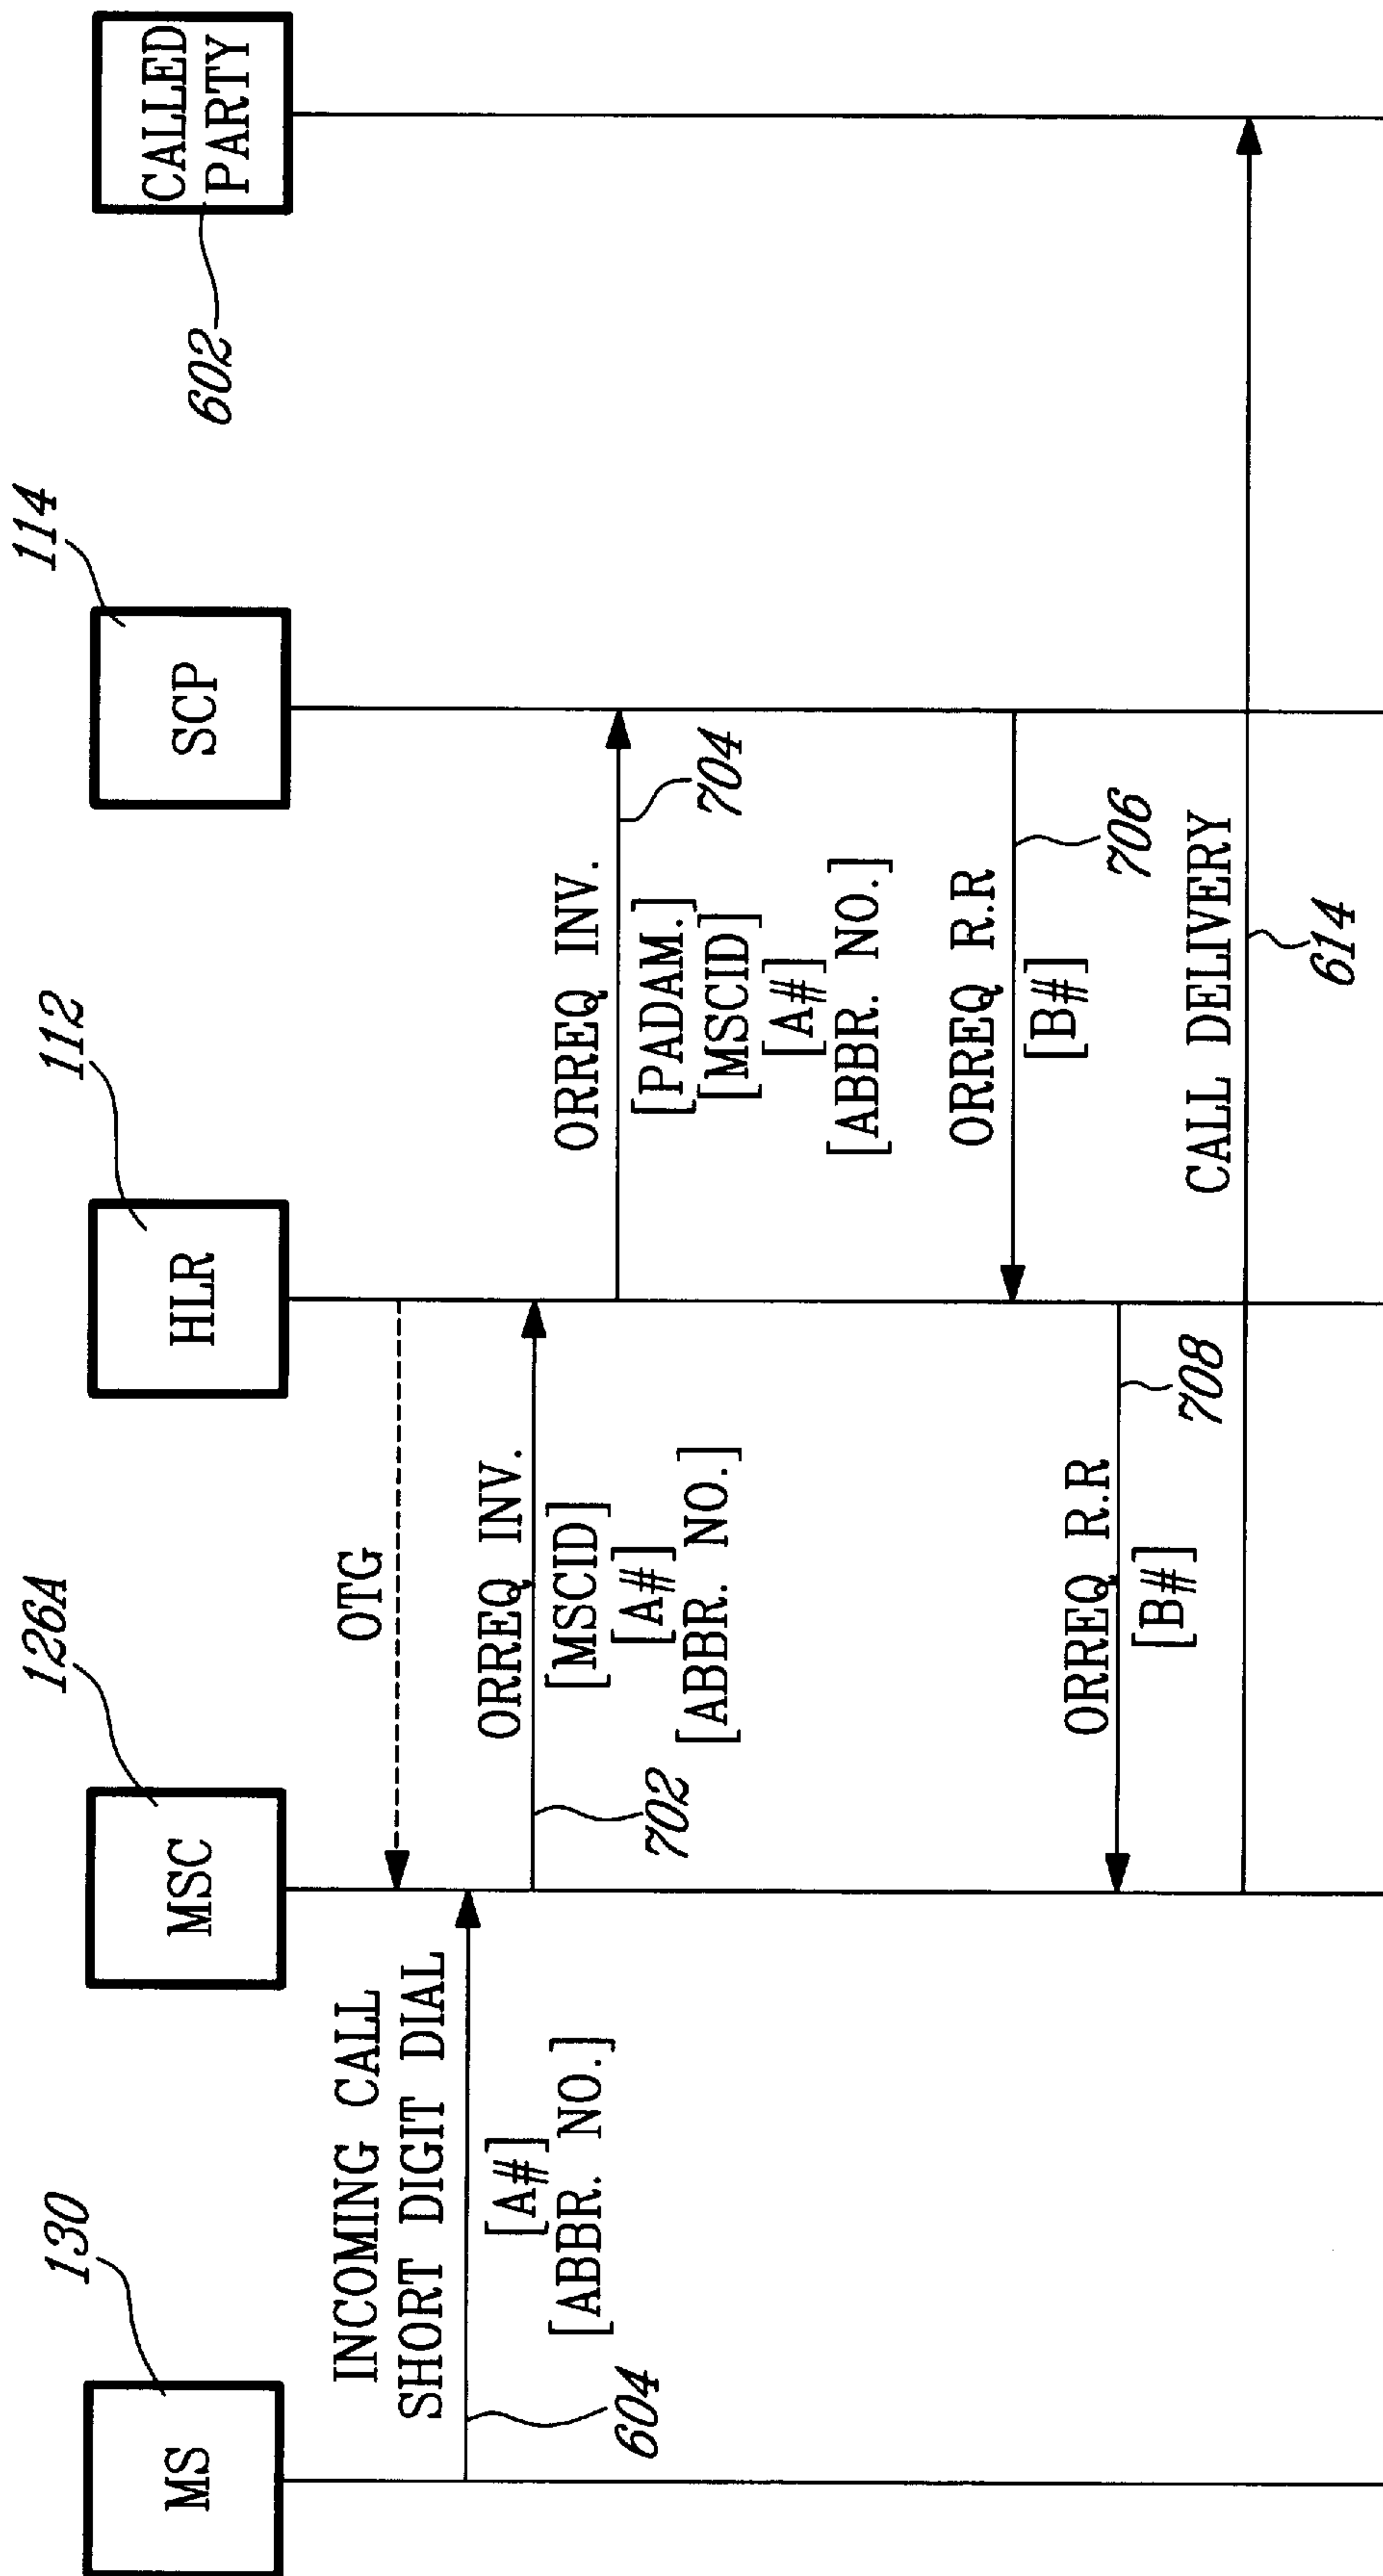 130
MS
126A
MSC
112
HLR
114
SCP
602
CALLED
PARTY
OTG
INCOMING CALL
SHORT DIGIT DIAL
604
[A#]
[ABBR. NO.]
ORREQ INV.
702
[MSCID]
[A#]
[ABBR. NO.]
ORREQ INV.
704
[PADAM.]
[MSCID]
[A#]
[ABBR. NO.]
ORREQ R.R
706
[B#]
ORREQ R.R
708
[B#]
CALL DELIVERY
614